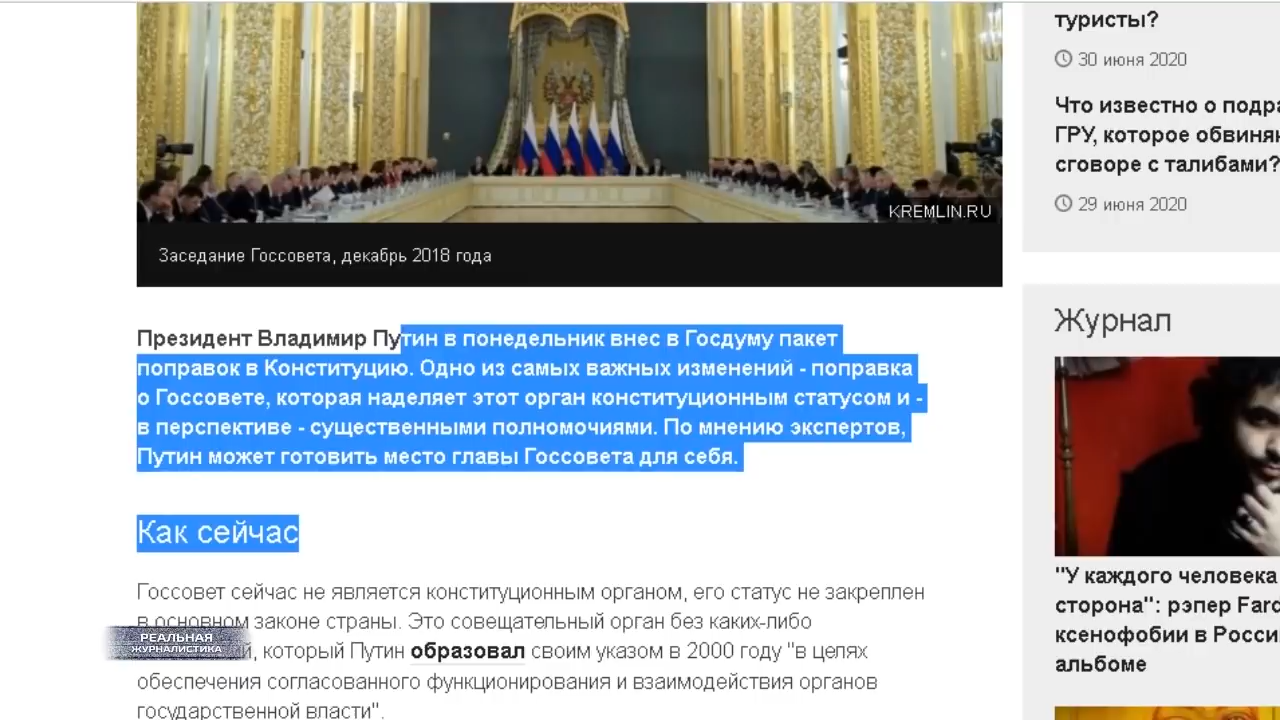 KREMLIN.RU
Заседание Госсовета, декабрь 2018 года
Президент Владимир Путин в понедельник внес в Госдуму пакет
поправок в Конституцию. Одно из самых важных изменений - поправка
о Госсовете, которая наделяет этот орган конституционным статусом и -
в перспективе - существенными полномочиями. По мнению экспертов,
Путин может готовить место главы Госсовета для себя.
Как сейчас
Госсовет сейчас не является конституционным органом, его статус не закреплен
в основном законе страны. Это совещательный орган без каких-либо
й, который Путин образовал своим указом в 2000 году "в целях
обеспечения согласованного функционирования и взаимодействия органов
государственной власти".
РЕАЛЬНАЯ
ЖУРНАЛИСТИКА
туристы?
30 июня 2020
Что известно о подра
ГРУ, которое обвиня
сговоре с талибами?
29 июня 2020
Журнал
"У каждого человека
сторона": рэпер Fa
ксенофобии в Росси
альбоме